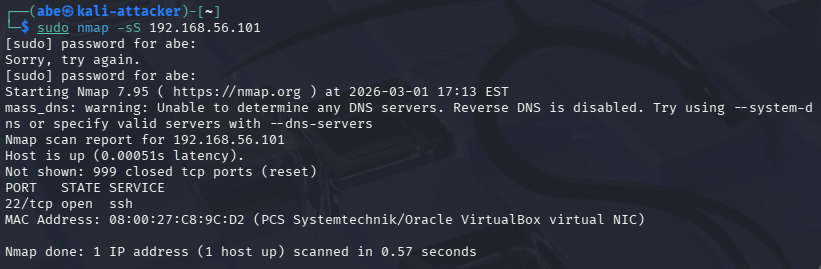 ┌──(abe㉿kali-attacker)-[~]
└─$ sudo nmap -sS 192.168.56.101
[sudo] password for abe:
Sorry, try again.
[sudo] password for abe:
Starting Nmap 7.95 ( https://nmap.org ) at 2026-03-01 17:13 EST
mass_dns: warning: Unable to determine any DNS servers. Reverse DNS is disabled. Try using --system-d
ns or specify valid servers with --dns-servers
Nmap scan report for 192.168.56.101
Host is up (0.00051s latency).
Not shown: 999 closed tcp ports (reset)
PORT   STATE SERVICE
22/tcp open  ssh
MAC Address: 08:00:27:C8:9C:D2 (PCS Systemtechnik/Oracle VirtualBox virtual NIC)
Nmap done: 1 IP address (1 host up) scanned in 0.57 seconds